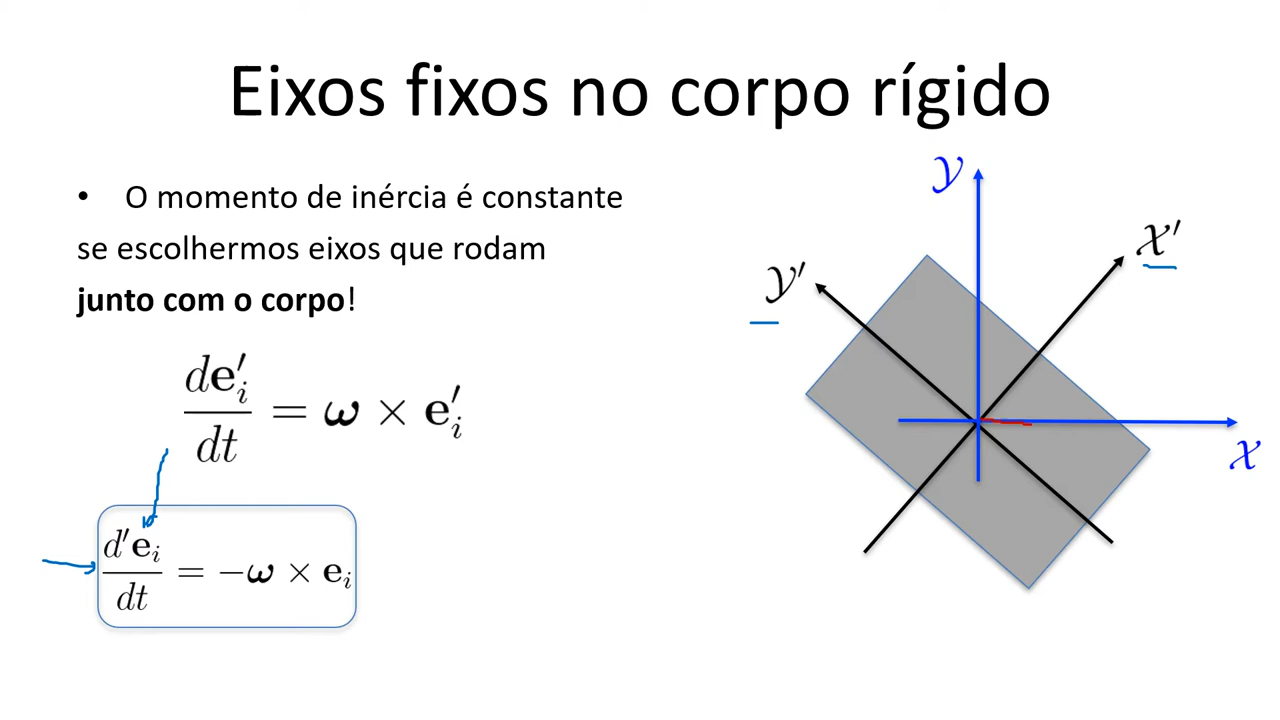 Eixos fixos no corpo rígido
• O momento de inércia é constante
se escolhermos eixos que rodam
junto com o corpo!
de′ᵢ/dt = ω × e′ᵢ
d′eᵢ/dt = −ω × eᵢ
𝒴
𝒳′
𝒴′
𝒳